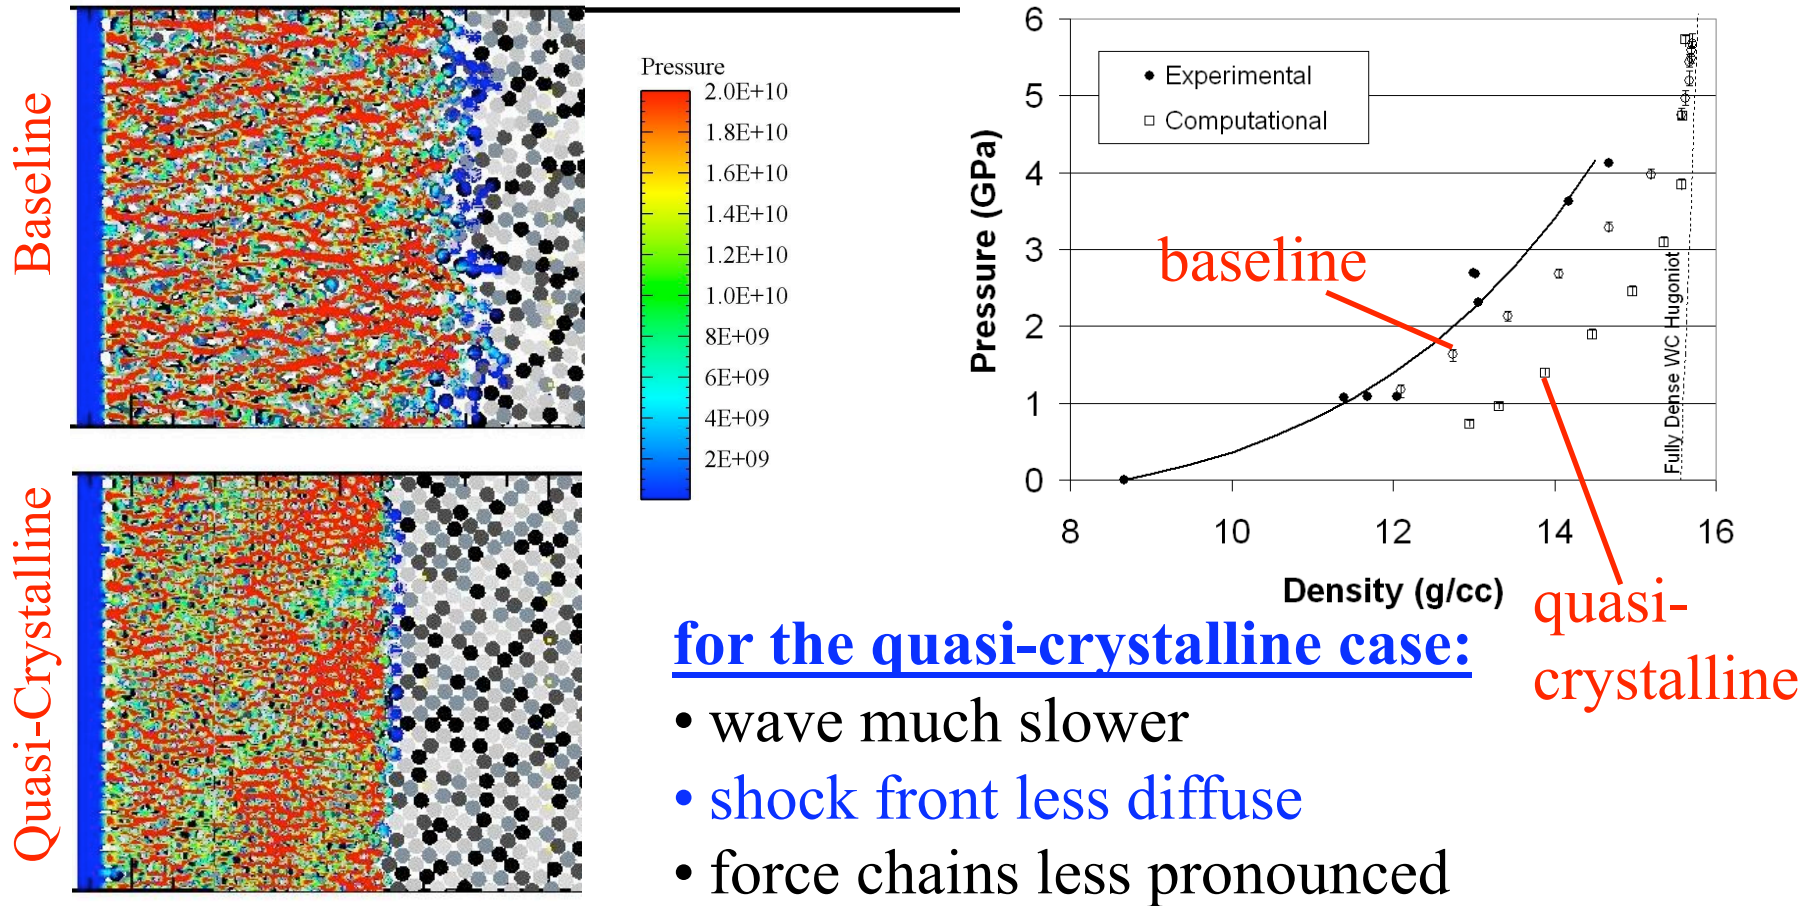 Baseline
Quasi-Crystalline
Pressure
2.0E+10
1.8E+10
1.6E+10
1.4E+10
1.2E+10
1.0E+10
8E+09
6E+09
4E+09
2E+09
Pressure (GPa)
6
5
4
3
2
1
0
Experimental
Computational
baseline
Fully Dense WC Hugoniot
8 10 12 14 16
Density (g/cc)
quasi-
crystalline
for the quasi-crystalline case:
• wave much slower
• shock front less diffuse
• force chains less pronounced